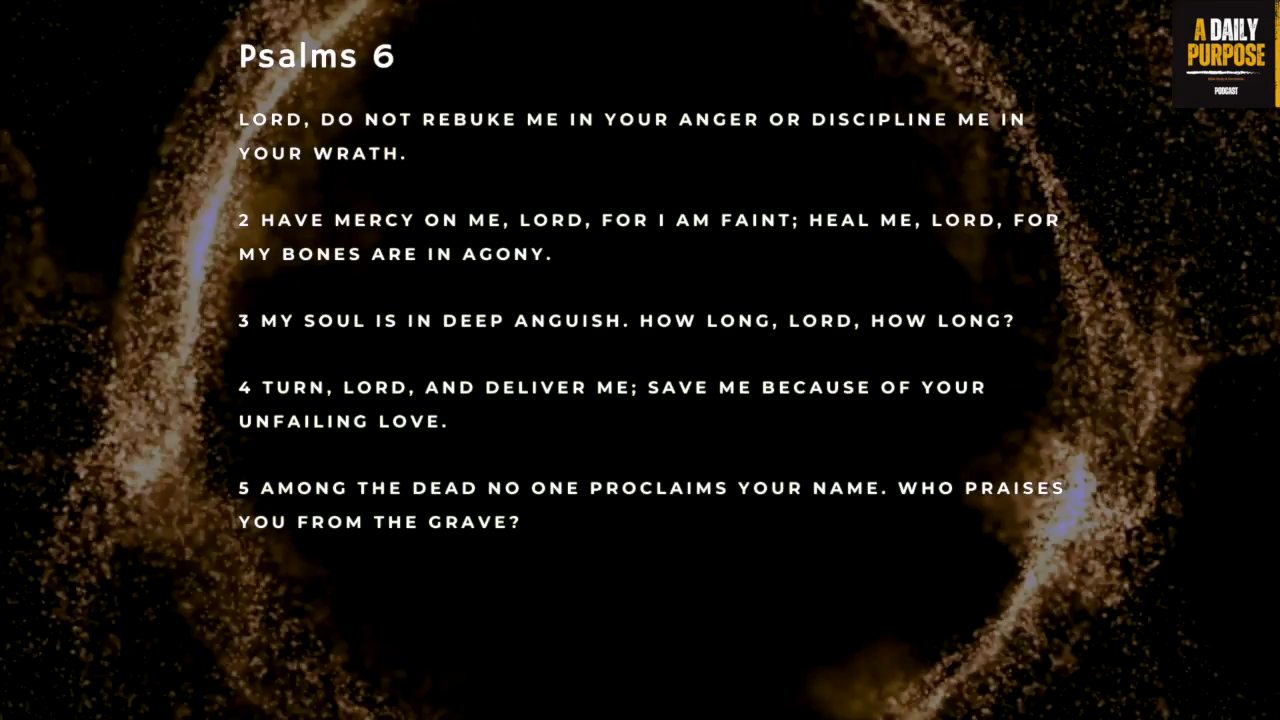 Psalms 6
A DAILY
PURPOSE
PODCAST
LORD, DO NOT REBUKE ME IN YOUR ANGER OR DISCIPLINE ME IN
YOUR WRATH.
2 HAVE MERCY ON ME, LORD, FOR I AM FAINT; HEAL ME, LORD, FOR
MY BONES ARE IN AGONY.
3 MY SOUL IS IN DEEP ANGUISH. HOW LONG, LORD, HOW LONG?
4 TURN, LORD, AND DELIVER ME; SAVE ME BECAUSE OF YOUR
UNFAILING LOVE.
5 AMONG THE DEAD NO ONE PROCLAIMS YOUR NAME. WHO PRAISES
YOU FROM THE GRAVE?